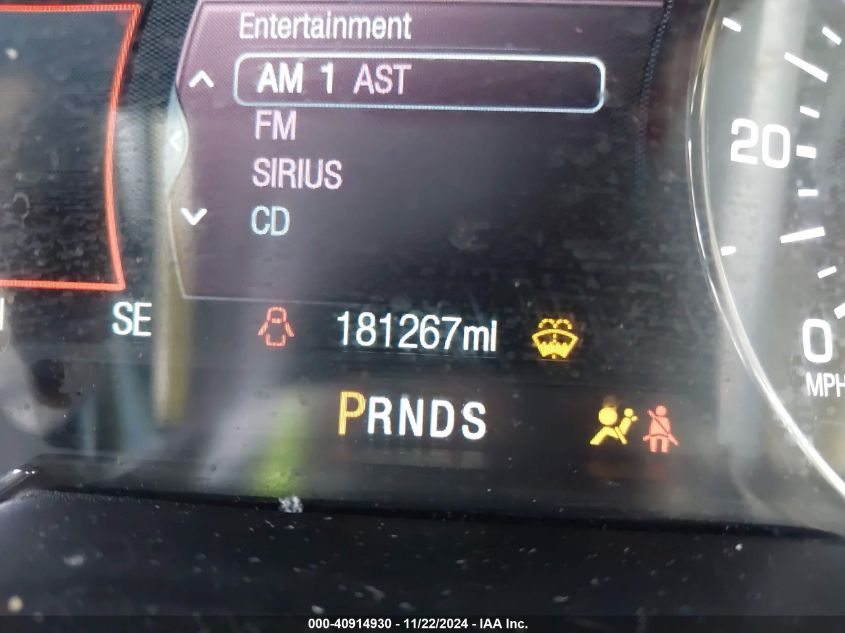 Entertainment
AM 1 AST
FM
SIRIUS
CD
20
SE
181267mi
0
MPH
PRNDS
000-40914930 - 11/22/2024 - IAA Inc.